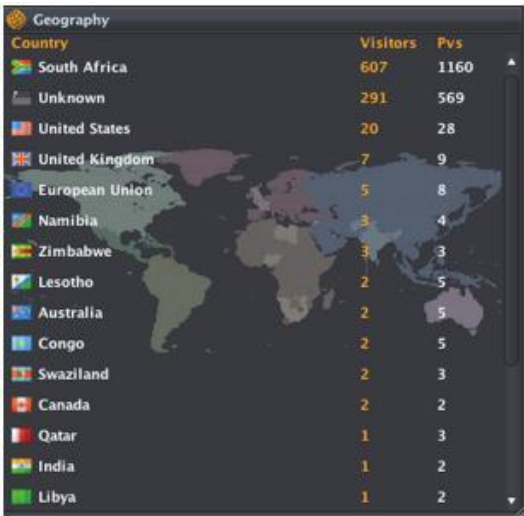 Geography
Country Visitors Pvs
South Africa 607 1160
Unknown 291 569
United States 20 28
United Kingdom 7 9
European Union 5 8
Namibia 3 4
Zimbabwe 3 3
Lesotho 2 5
Australia 2 5
Congo 2 5
Swaziland 2 3
Canada 2 2
Qatar 1 3
India 1 2
Libya 1 2